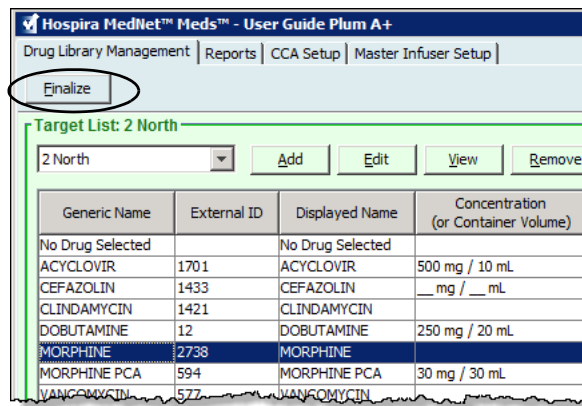 Hospira MedNet™ Meds™ - User Guide Plum A+
Drug Library Management Reports CCA Setup Master Infuser Setup
Finalize
Target List: 2 North
2 North Add Edit View Remove
Generic Name External ID Displayed Name Concentration (or Container Volume)
No Drug Selected No Drug Selected
ACYCLOVIR 1701 ACYCLOVIR 500 mg / 10 mL
CEFAZOLIN 1433 CEFAZOLIN __ mg / __ mL
CLINDAMYCIN 1421 CLINDAMYCIN
DOBUTAMINE 12 DOBUTAMINE 250 mg / 20 mL
MORPHINE 2738 MORPHINE
MORPHINE PCA 594 MORPHINE PCA 30 mg / 30 mL
VANCOMYCIN 577 VANCOMYCIN